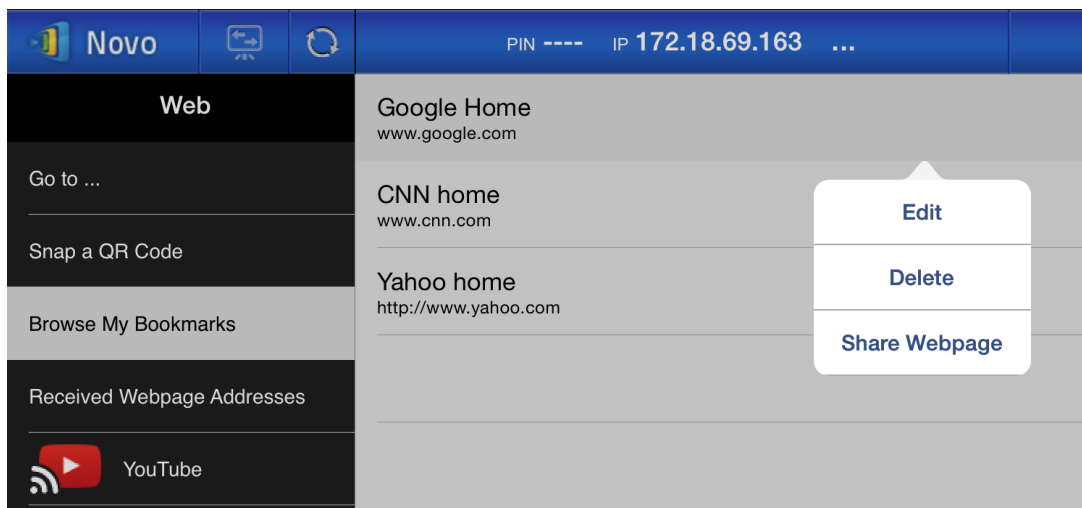 Novo
PIN ---- IP 172.18.69.163 ...
Web
Go to ...
Snap a QR Code
Browse My Bookmarks
Received Webpage Addresses
YouTube
Google Home
www.google.com
CNN home
www.cnn.com
Yahoo home
http://www.yahoo.com
Edit
Delete
Share Webpage